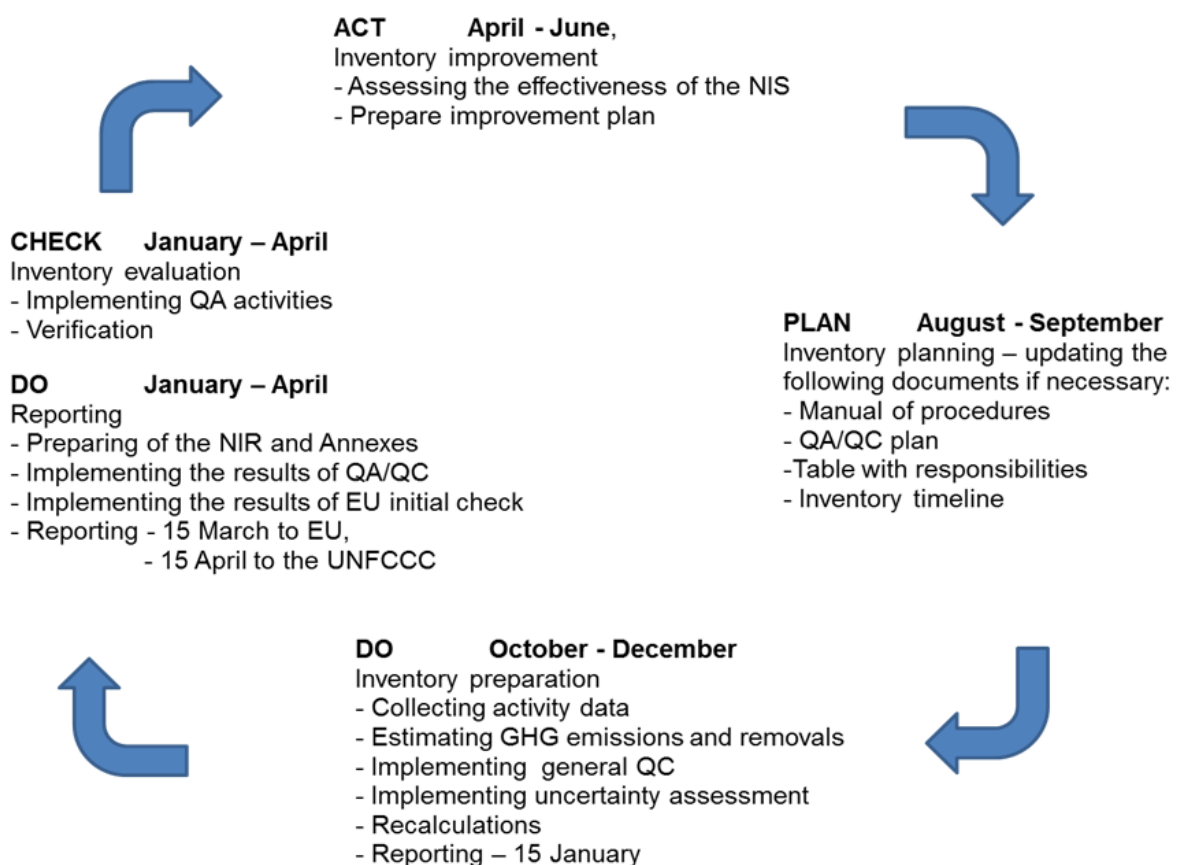 ACT April - June,
Inventory improvement
- Assessing the effectiveness of the NIS
- Prepare improvement plan
CHECK January – April
Inventory evaluation
- Implementing QA activities
- Verification
DO January – April
Reporting
- Preparing of the NIR and Annexes
- Implementing the results of QA/QC
- Implementing the results of EU initial check
- Reporting - 15 March to EU,
- 15 April to the UNFCCC
PLAN August - September
Inventory planning – updating the
following documents if necessary:
- Manual of procedures
- QA/QC plan
-Table with responsibilities
- Inventory timeline
DO October - December
Inventory preparation
- Collecting activity data
- Estimating GHG emissions and removals
- Implementing general QC
- Implementing uncertainty assessment
- Recalculations
- Reporting – 15 January